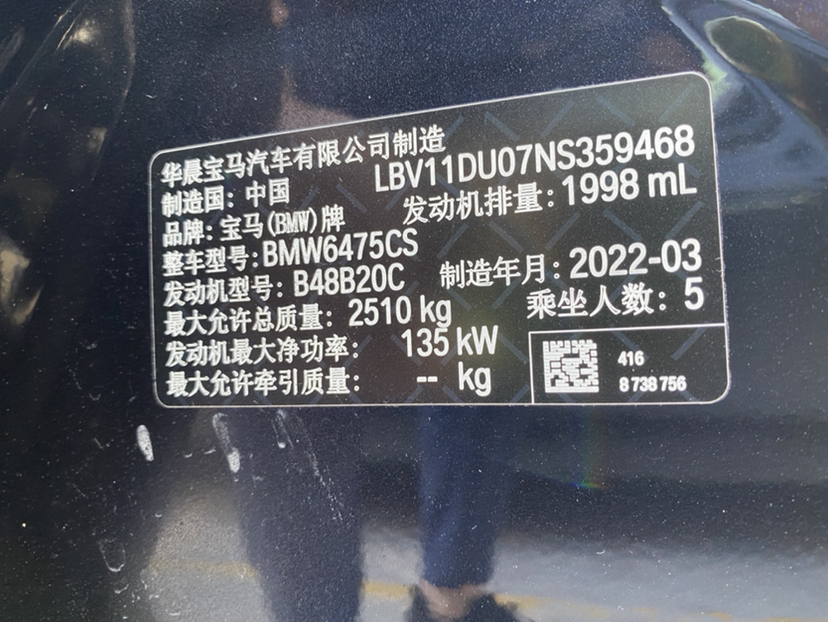 华晨宝马汽车有限公司制造
制造国: 中国 LBV11DU07NS359468
品牌: 宝马(BMW)牌 发动机排量: 1998 mL
整车型号: BMW6475CS
发动机型号: B48B20C 制造年月: 2022-03
最大允许总质量: 2510 kg 乘坐人数: 5
发动机最大净功率: 135 kW
最大允许牵引质量: -- kg
416
8 738 756